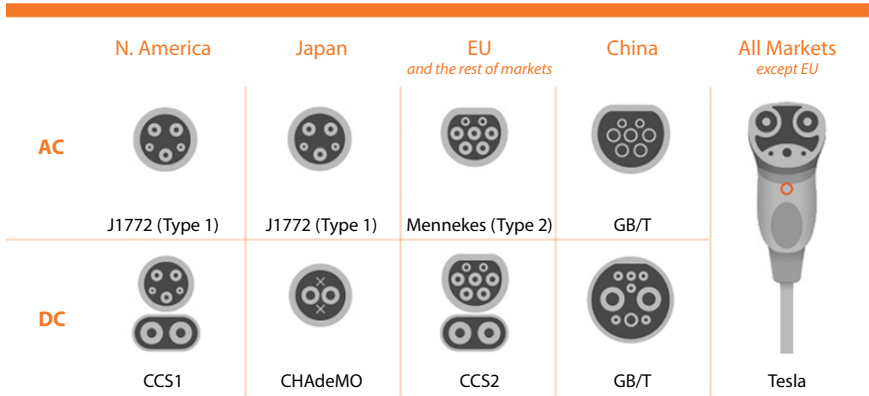 N. America
Japan
EU
and the rest of markets
China
All Markets
except EU
AC
J1772 (Type 1)
J1772 (Type 1)
Mennekes (Type 2)
GB/T
DC
CCS1
CHAdeMO
CCS2
GB/T
Tesla